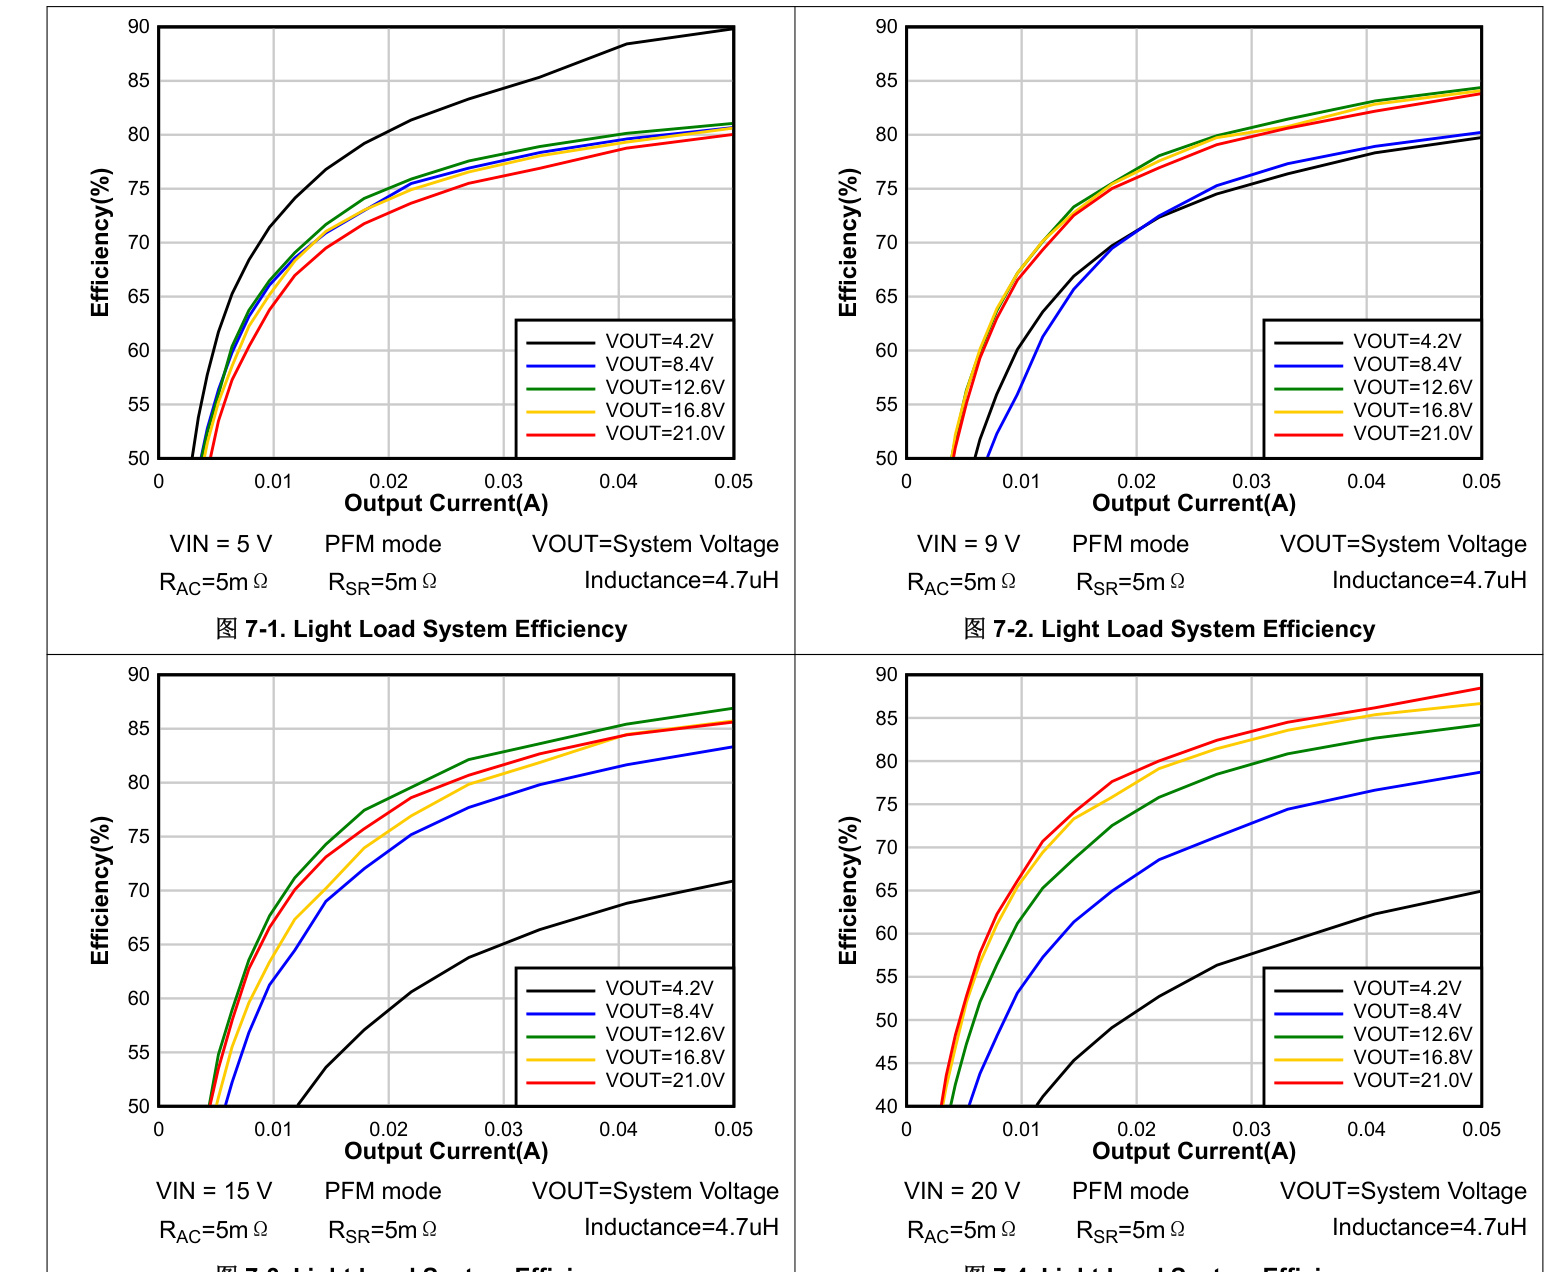 90
85
80
75
70
65
60
55
50
Efficiency(%)
VOUT=4.2V
VOUT=8.4V
VOUT=12.6V
VOUT=16.8V
VOUT=21.0V
0 0.01 0.02 0.03 0.04 0.05
Output Current(A)
VIN = 5 V PFM mode VOUT=System Voltage
RAC=5mΩ RSR=5mΩ Inductance=4.7uH
图 7-1. Light Load System Efficiency
90
85
80
75
70
65
60
55
50
Efficiency(%)
VOUT=4.2V
VOUT=8.4V
VOUT=12.6V
VOUT=16.8V
VOUT=21.0V
0 0.01 0.02 0.03 0.04 0.05
Output Current(A)
VIN = 9 V PFM mode VOUT=System Voltage
RAC=5mΩ RSR=5mΩ Inductance=4.7uH
图 7-2. Light Load System Efficiency
90
85
80
75
70
65
60
55
50
Efficiency(%)
VOUT=4.2V
VOUT=8.4V
VOUT=12.6V
VOUT=16.8V
VOUT=21.0V
0 0.01 0.02 0.03 0.04 0.05
Output Current(A)
VIN = 15 V PFM mode VOUT=System Voltage
RAC=5mΩ RSR=5mΩ Inductance=4.7uH
90
85
80
75
70
65
60
55
50
45
40
Efficiency(%)
VOUT=4.2V
VOUT=8.4V
VOUT=12.6V
VOUT=16.8V
VOUT=21.0V
0 0.01 0.02 0.03 0.04 0.05
Output Current(A)
VIN = 20 V PFM mode VOUT=System Voltage
RAC=5mΩ RSR=5mΩ Inductance=4.7uH